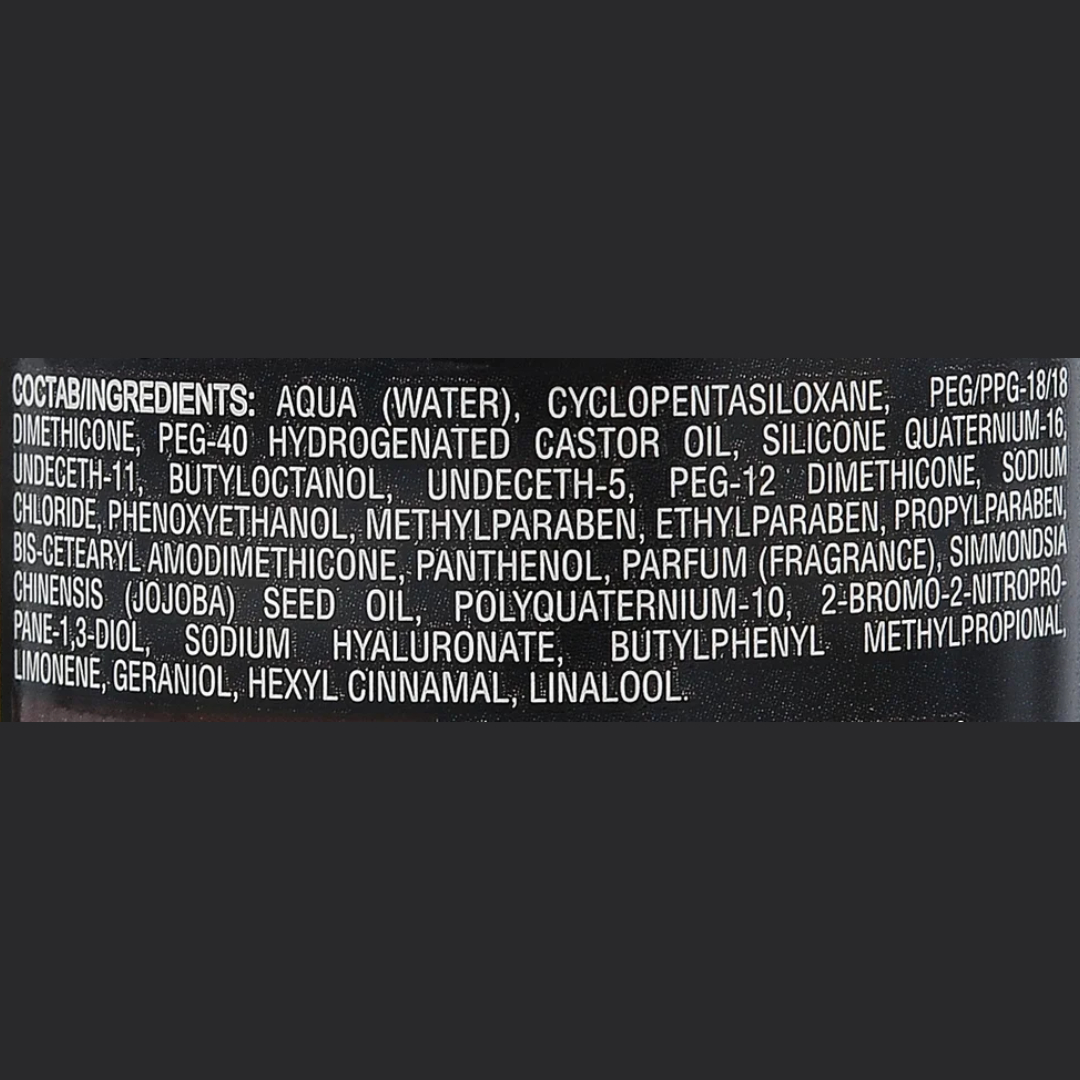 СОСТАВ/INGREDIENTS: AQUA (WATER), CYCLOPENTASILOXANE, PEG/PPG-18/18
DIMETHICONE, PEG-40 HYDROGENATED CASTOR OIL, SILICONE QUATERNIUM-16,
UNDECETH-11, BUTYLOCTANOL, UNDECETH-5, PEG-12 DIMETHICONE, SODIUM
CHLORIDE, PHENOXYETHANOL, METHYLPARABEN, ETHYLPARABEN, PROPYLPARABEN,
BIS-CETEARYL AMODIMETHICONE, PANTHENOL, PARFUM (FRAGRANCE), SIMMONDSIA
CHINENSIS (JOJOBA) SEED OIL, POLYQUATERNIUM-10, 2-BROMO-2-NITROPRO-
PANE-1,3-DIOL, SODIUM HYALURONATE, BUTYLPHENYL METHYLPROPIONAL,
LIMONENE, GERANIOL, HEXYL CINNAMAL, LINALOOL.